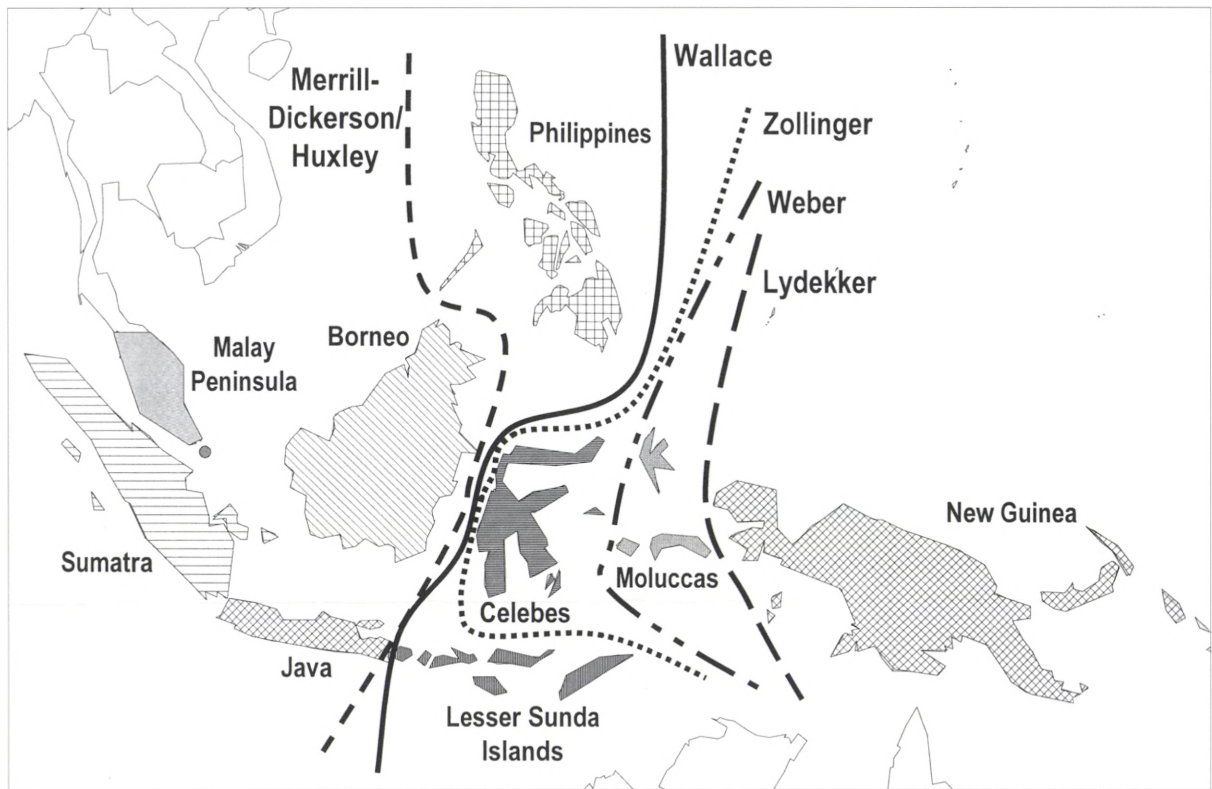 Wallace
Merrill-
Dickerson/
Huxley
Philippines
Zollinger
Weber
Lydekker
Borneo
Malay
Peninsula
New Guinea
Sumatra
Moluccas
Celebes
Java
Lesser Sunda
Islands